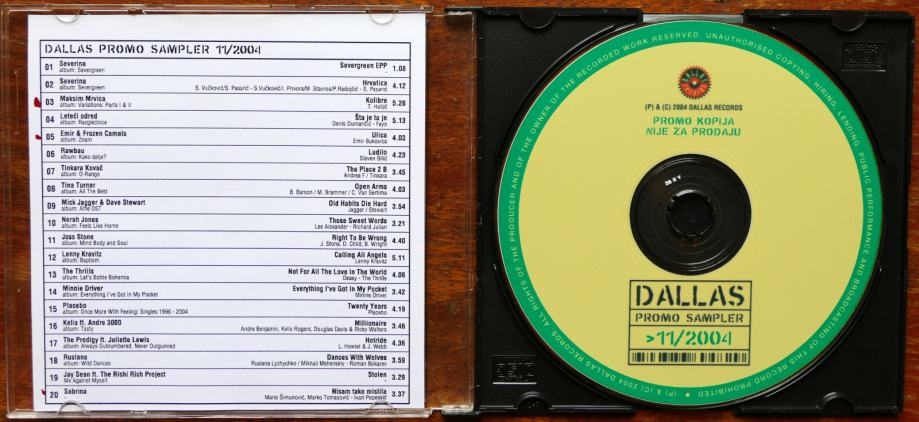 DALLAS PROMO SAMPLER 11/2004
01 Severina Severgreen EPP 1.08
album: Severgreen -
02 Severina Hrvatica 4.12
album: Severgreen S. Vučković/S. Pasarić - S.Vučković/I. Privora/M. Stavros/P.Radojčić - S. Pasarić
03 Maksim Mrvica Kolibre 5.26
album: Variations: Parts I & II T. Huljić
04 Leteći odred Šta je tu je 5.13
album: Razglednice Denis Dumančić - Fayo
05 Emir & Frozen Camels Ulica 4.03
album: Znam Emir Bukovica
06 Rawbau Ludilo 4.23
album: Kako dalje? Slaven Bilić
07 Tinkara Kovač The Place 2 B 3.45
album: O-Range Andrea F / Tinkara
08 Tina Turner Open Arms 4.03
album: All The Best B. Barson / M. Brammer / C. Van Sertima
09 Mick Jagger & Dave Stewart Old Habits Die Hard 3.54
album: Alfie OST Jagger / Stewart
10 Norah Jones Those Sweet Words 3.21
album: Feels Like Home Lee Alexander - Richard Julian
11 Joss Stone Right To Be Wrong 4.40
album: Mind Body and Soul J. Stone, D. Child, B. Wright
12 Lenny Kravitz Calling All Angels 5.11
album: Baptism Lenny Kravitz
13 The Thrills Not For All The Love In The World 4.06
album: Let's Bottle Bohemia Deasy - The Thrills
14 Minnie Driver Everything I've Got In My Pocket 3.42
album: Everything I've Got In My Pocket Minnie Driver
15 Placebo Twenty Years 4.19
album: Once More With Feeling: Singles 1996 - 2004 Placebo
16 Kelis ft. Andre 3000 Millionaire 3.46
album: Tasty Andre Benjamin, Kelis Rogers, Douglas Davis & Ricky Walters
17 The Prodigy ft. Juliette Lewis Hotride 4.36
album: Always Outnumbered, Never Outgunned L. Howlet & J. Webb
18 Ruslana Dances With Wolves 3.59
album: Wild Dances Ruslana Lyzhychko / Mikhail Mshenskiy - Roman Bokarev
19 Jay Sean ft. The Rishi Rich Project Stolen 3.29
Me Against Myself -
20 Sabrina Nisam tako mislila 3.37
- Mario Šimunović, Marko Tomasović - Ivan Popeskić
ALL RIGHTS OF THE PRODUCER AND OF THE OWNER OF THE RECORDED WORK RESERVED. UNAUTHORISED COPYING, HIRING, LENDING, PUBLIC PERFORMANCE AND BROADCASTING OF THIS RECORD PROHIBITED • (P) & (C) 2004 DALLAS RECORDS.
(P) & (C) 2004 DALLAS RECORDS
PROMO KOPIJA
NIJE ZA PRODAJU
DALLAS
PROMO SAMPLER
>11/2004